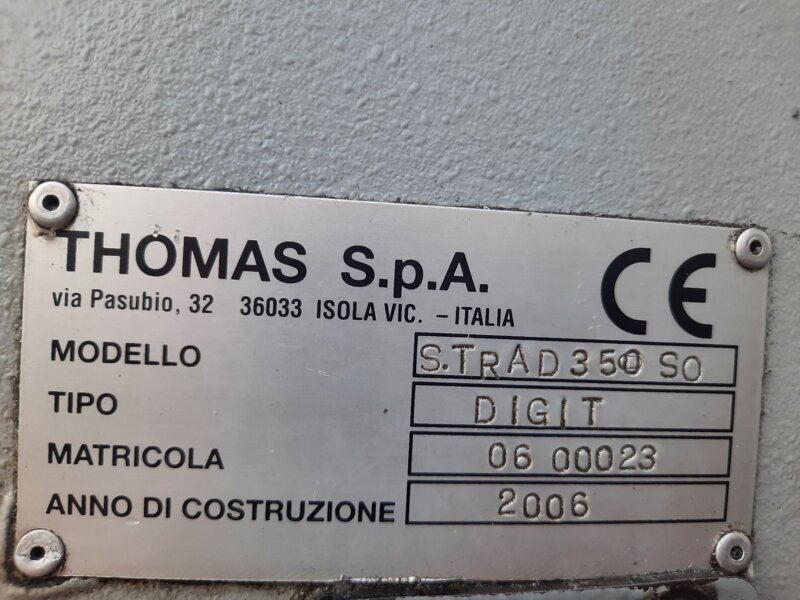 THOMAS S.p.A.
via Pasubio, 32 36033 ISOLA VIC. – ITALIA
CE
MODELLO S.TRAD350 SO
TIPO DIGIT
MATRICOLA 06 00023
ANNO DI COSTRUZIONE 2006